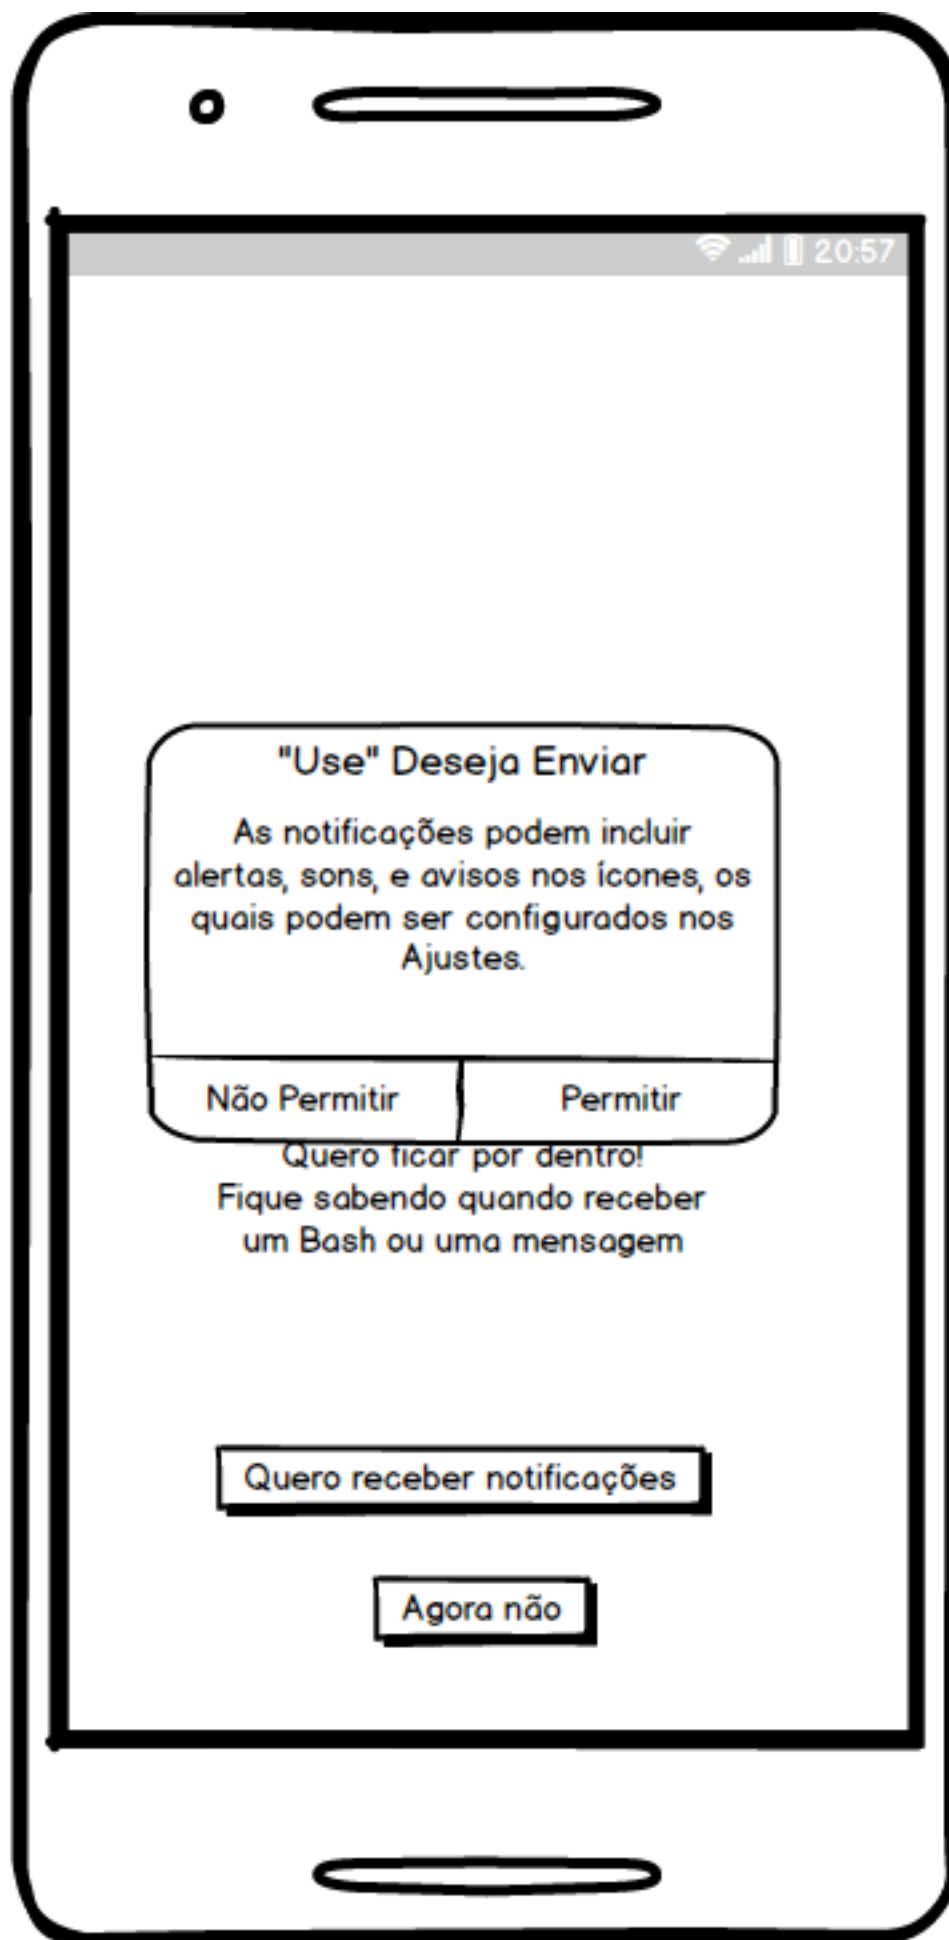 20:57
"Use" Deseja Enviar
As notificações podem incluir
alertas, sons, e avisos nos ícones, os
quais podem ser configurados nos
Ajustes.
Não Permitir Permitir
Quero ficar por dentro!
Fique sabendo quando receber
um Bash ou uma mensagem
Quero receber notificações
Agora não